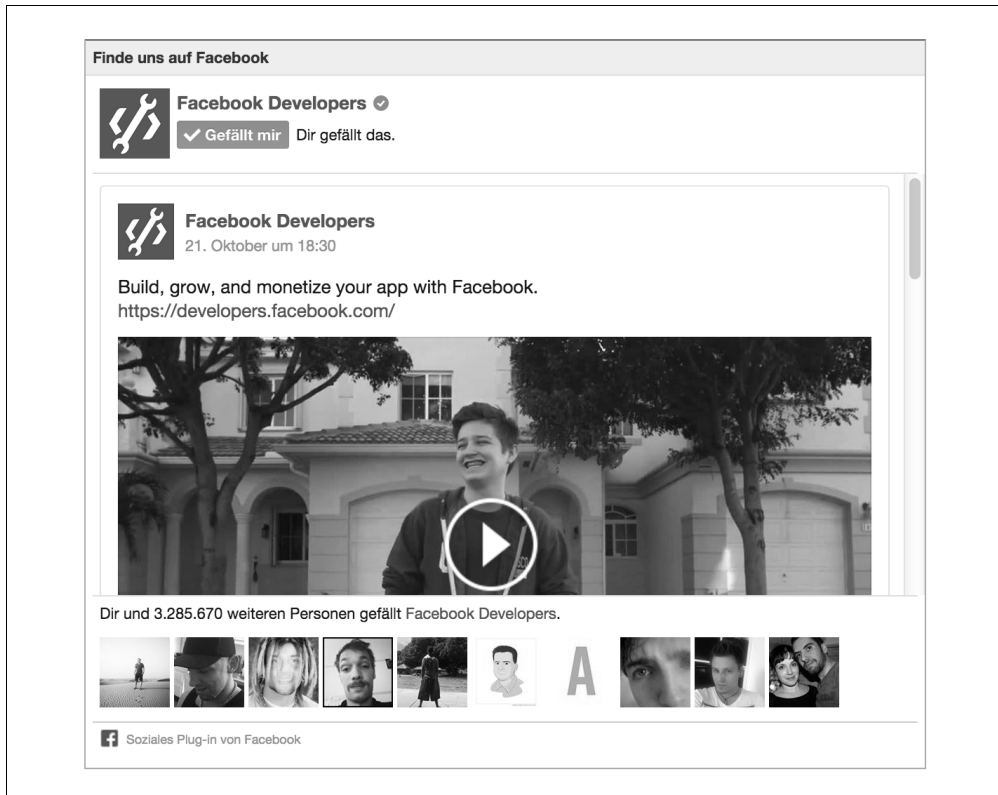 Finde uns auf Facebook
Facebook Developers
Gefällt mir Dir gefällt das.
Facebook Developers
21. Oktober um 18:30
Build, grow, and monetize your app with Facebook.
https://developers.facebook.com/
Dir und 3.285.670 weiteren Personen gefällt Facebook Developers.
A
Soziales Plug-in von Facebook